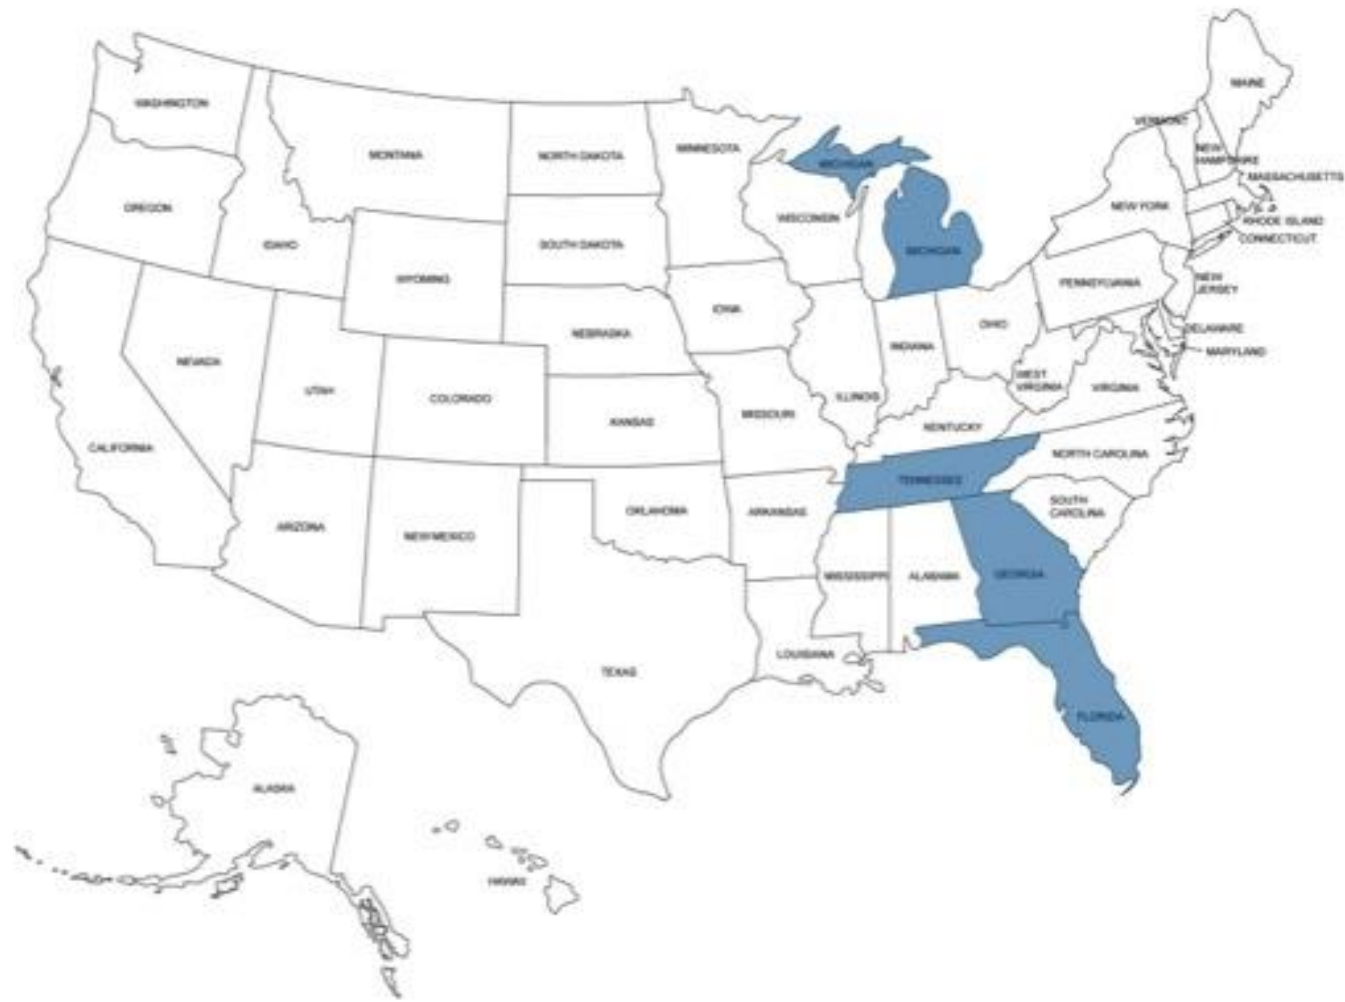 MAINE
WASHINGTON
VERMONT
MONTANA
NORTH DAKOTA
MINNESOTA
NEW
HAMPSHIRE
MICHIGAN
MASSACHUSETTS
OREGON
NEW YORK
WISCONSIN
RHODE ISLAND
IDAHO
SOUTH DAKOTA
CONNECTICUT
MICHIGAN
WYOMING
PENNSYLVANIA
NEW
JERSEY
IOWA
OHIO
NEBRASKA
DELAWARE
INDIANA
MARYLAND
NEVADA
WEST
VIRGINIA
VIRGINIA
UTAH
COLORADO
ILLINOIS
MISSOURI
KANSAS
KENTUCKY
CALIFORNIA
NORTH CAROLINA
TENNESSEE
SOUTH
CAROLINA
OKLAHOMA
ARKANSAS
ARIZONA
NEW MEXICO
MISSISSIPPI
ALABAMA
GEORGIA
LOUISIANA
TEXAS
FLORIDA
ALASKA
HAWAII